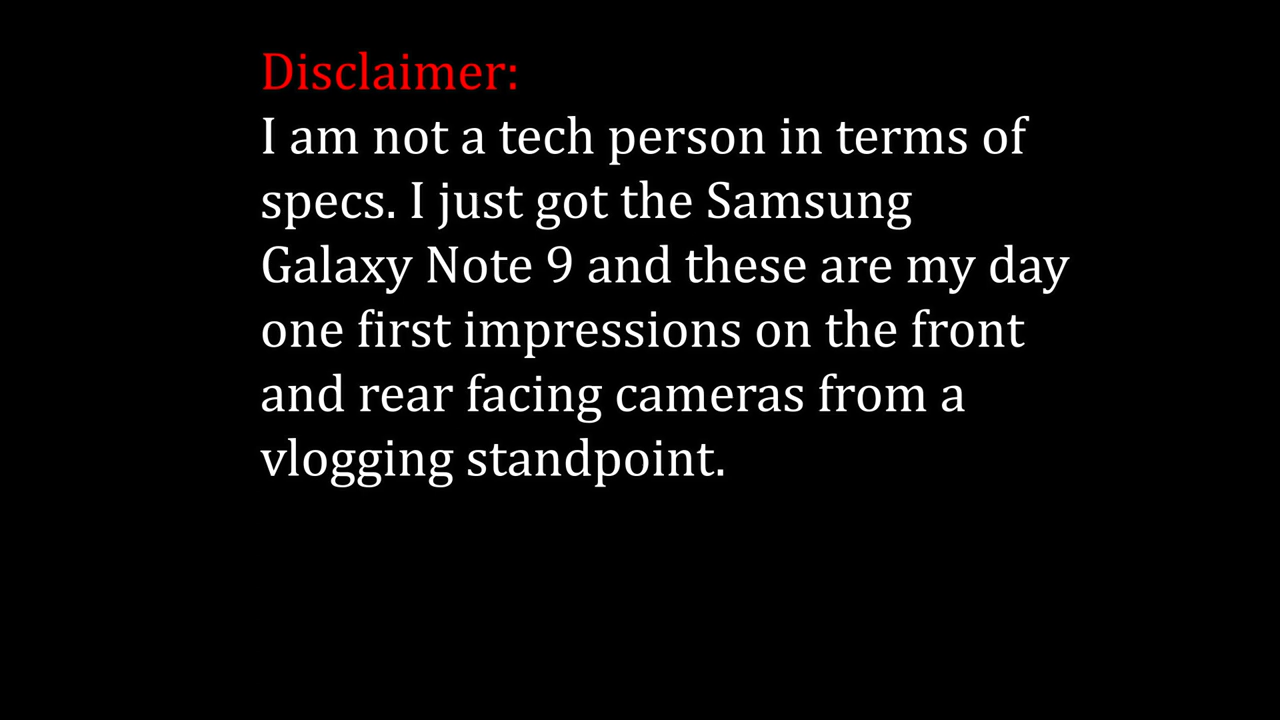 Disclaimer:
I am not a tech person in terms of
specs. I just got the Samsung
Galaxy Note 9 and these are my day
one first impressions on the front
and rear facing cameras from a
vlogging standpoint.